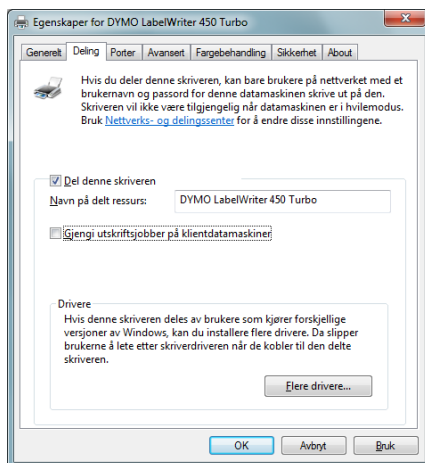 Egenskaper for DYMO LabelWriter 450 Turbo
Generelt Deling Porter Avansert Fargebehandling Sikkerhet About
Hvis du deler denne skriveren, kan bare brukere på nettverket med et
brukernavn og passord for denne datamaskinen skrive ut på den.
Skriveren vil ikke være tilgjengelig når datamaskinen er i hvilemodus.
Bruk Nettverks- og delingssenter for å endre disse innstillingene.
Del denne skriveren
Navn på delt ressurs: DYMO LabelWriter 450 Turbo
Gjengi utskriftsjobber på klientdatamaskiner
Drivere
Hvis denne skriveren deles av brukere som kjører forskjellige
versjoner av Windows, kan du installere flere drivere. Da slipper
brukerne å lete etter skriverdriveren når de kobler til den delte
skriveren.
Flere drivere...
OK Avbryt Bruk